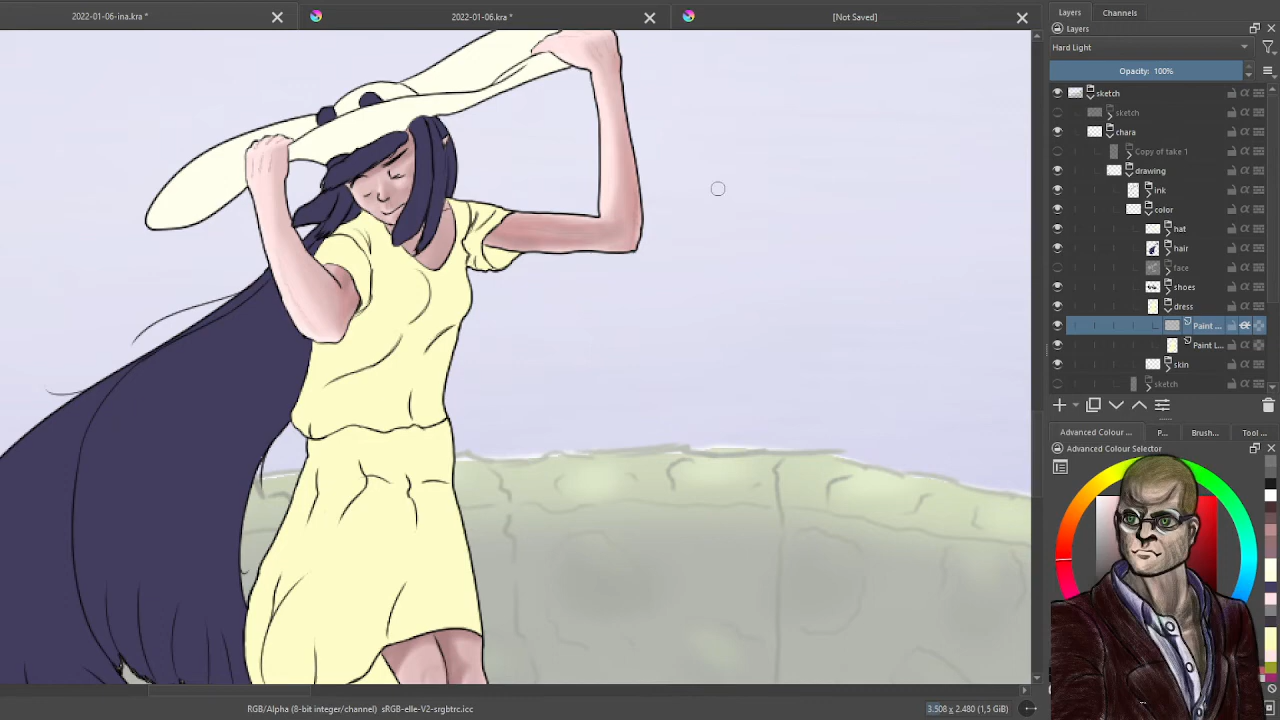 2022-01-06-ina.kra *
2022-01-06.kra *
[Not Saved]
Layers
Channels
Layers
Hard Light
Opacity: 100%
sketch
sketch
chara
Copy of take 1
drawing
ink
color
hat
hair
face
shoes
dress
Paint ...
Paint L...
skin
sketch
Advanced Colour ...
P...
Brush...
Tool ...
Advanced Colour Selector
RGB/Alpha (8-bit integer/channel) sRGB-elle-V2-srgbtrc.icc
3.508 x 2.480 (1,5 GiB)